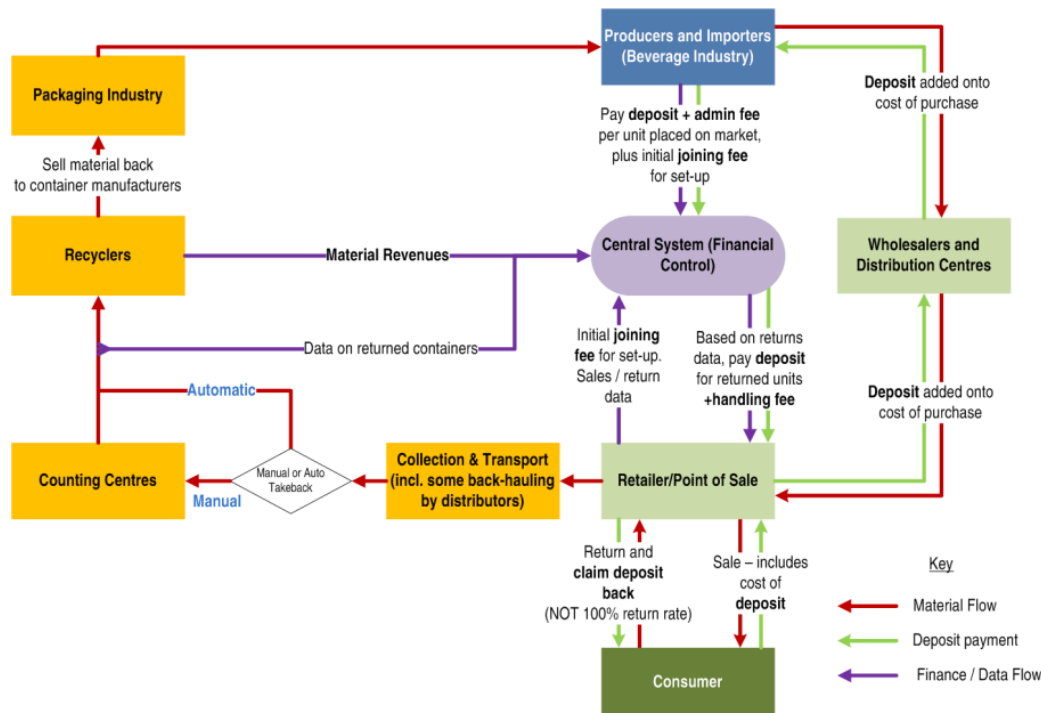 Producers and Importers
(Beverage Industry)
Packaging Industry
Deposit added onto
cost of purchase
Pay deposit + admin fee
per unit placed on market,
plus initial joining fee
for set-up
Sell material back
to container manufacturers
Recyclers
Material Revenues
Central System (Financial
Control)
Wholesalers and
Distribution Centres
Data on returned containers
Initial joining
fee for set-up.
Sales / return
data
Based on returns
data, pay deposit
for returned units
+handling fee
Automatic
Deposit added onto
cost of purchase
Counting Centres
Manual or Auto
Takeback
Manual
Collection & Transport
(incl. some back-hauling
by distributors)
Retailer/Point of Sale
Return and
claim deposit
back
(NOT 100% return rate)
Sale – includes
cost of
deposit
Consumer
Key
Material Flow
Deposit payment
Finance / Data Flow